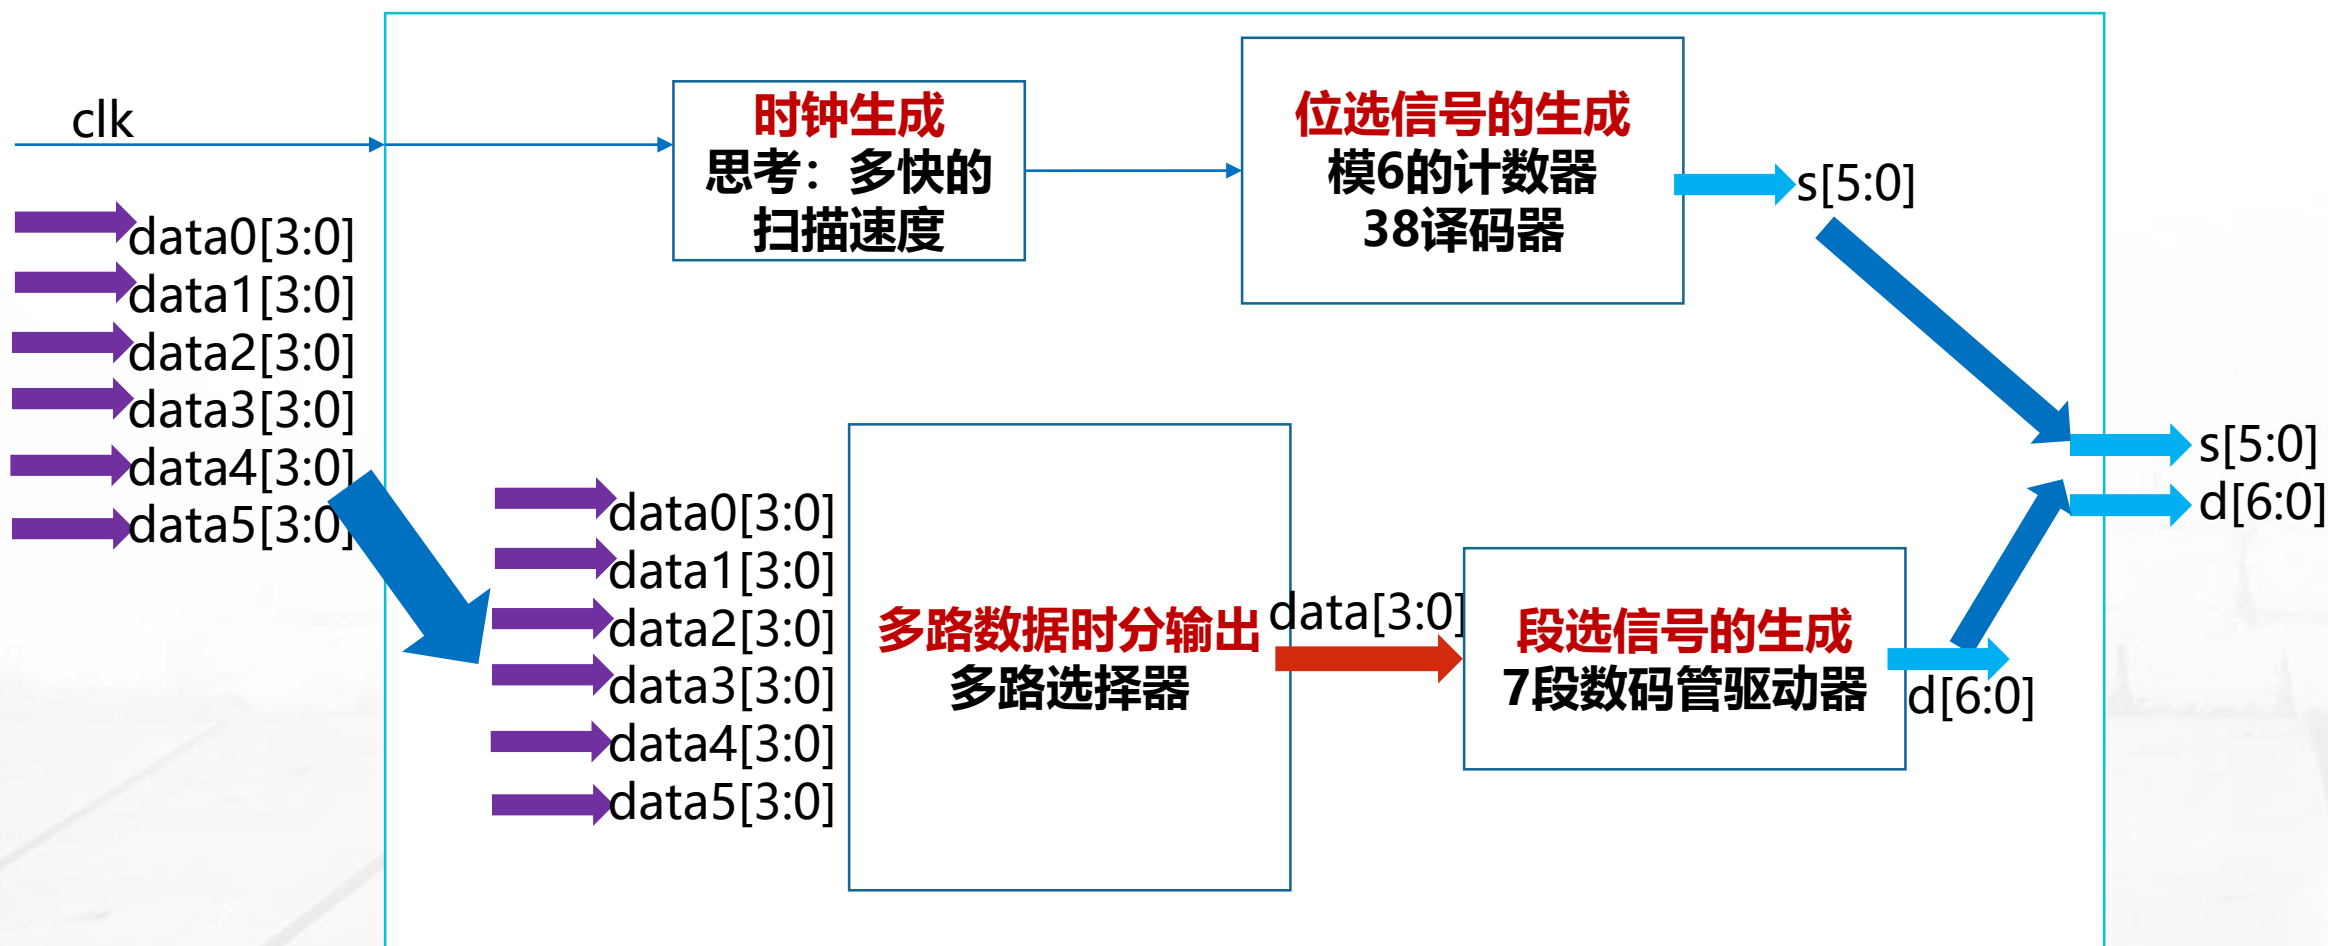 clk
data0[3:0]
data1[3:0]
data2[3:0]
data3[3:0]
data4[3:0]
data5[3:0]
时钟生成
思考：多快的
扫描速度
位选信号的生成
模6的计数器
38译码器
s[5:0]
data0[3:0]
data1[3:0]
data2[3:0]
data3[3:0]
data4[3:0]
data5[3:0]
多路数据时分输出
多路选择器
data[3:0]
段选信号的生成
7段数码管驱动器
d[6:0]
s[5:0]
d[6:0]